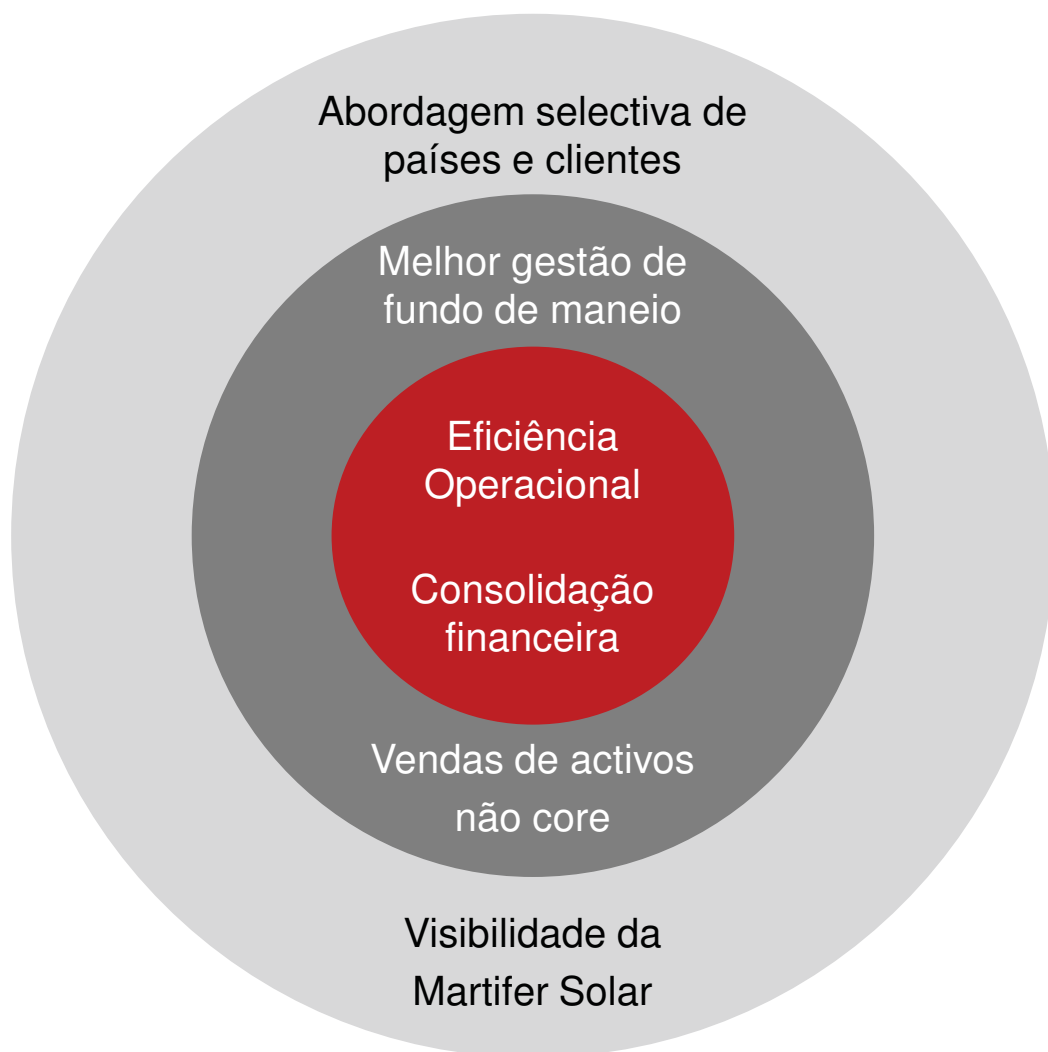 Abordagem selectiva de
países e clientes
Melhor gestão de
fundo de maneio
Eficiência
Operacional
Consolidação
financeira
Vendas de activos
não core
Visibilidade da
Martifer Solar